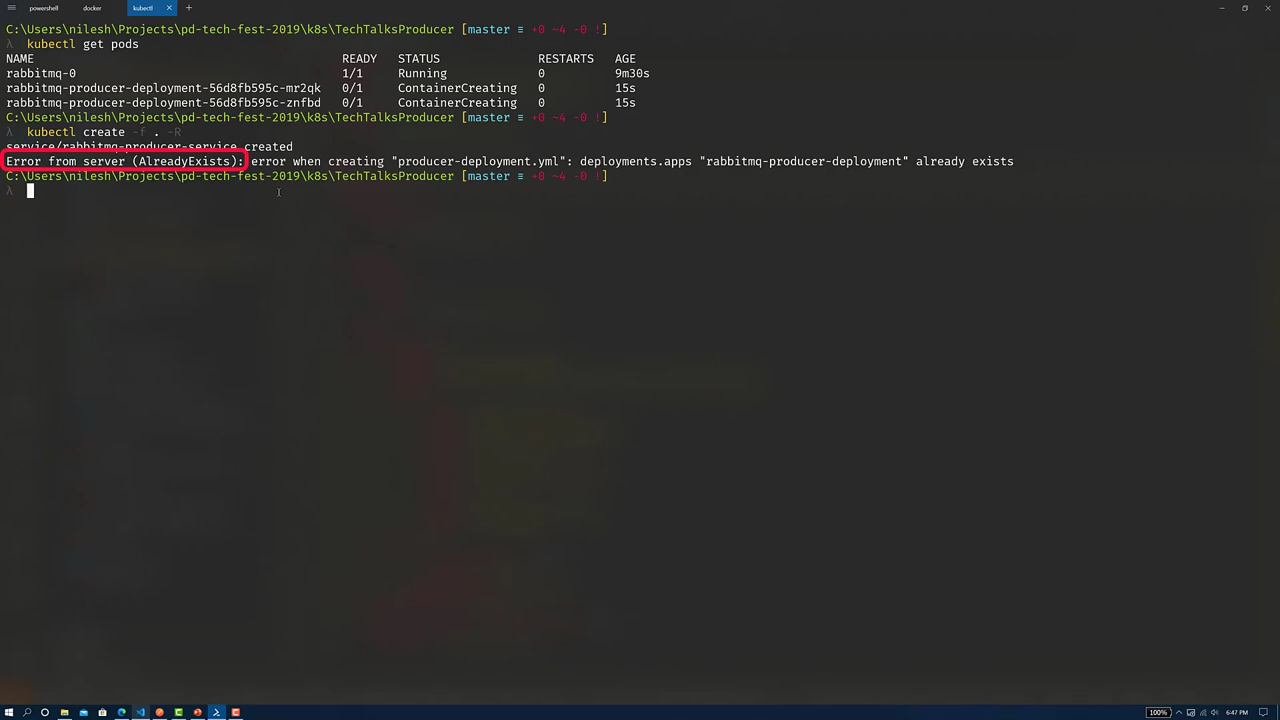 powershell docker kubectl
C:\Users\nilesh\Projects\pd-tech-fest-2019\k8s\TechTalksProducer [master ≡ +0 ~4 -0 !]
λ kubectl get pods
NAME READY STATUS RESTARTS AGE
rabbitmq-0 1/1 Running 0 9m30s
rabbitmq-producer-deployment-56d8fb595c-mr2qk 0/1 ContainerCreating 0 15s
rabbitmq-producer-deployment-56d8fb595c-znfbd 0/1 ContainerCreating 0 15s
C:\Users\nilesh\Projects\pd-tech-fest-2019\k8s\TechTalksProducer [master ≡ +0 ~4 -0 !]
λ kubectl create -f . -R
service/rabbitmq-producer-service created
Error from server (AlreadyExists): error when creating "producer-deployment.yml": deployments.apps "rabbitmq-producer-deployment" already exists
C:\Users\nilesh\Projects\pd-tech-fest-2019\k8s\TechTalksProducer [master ≡ +0 ~4 -0 !]
λ
100% 6:47 PM